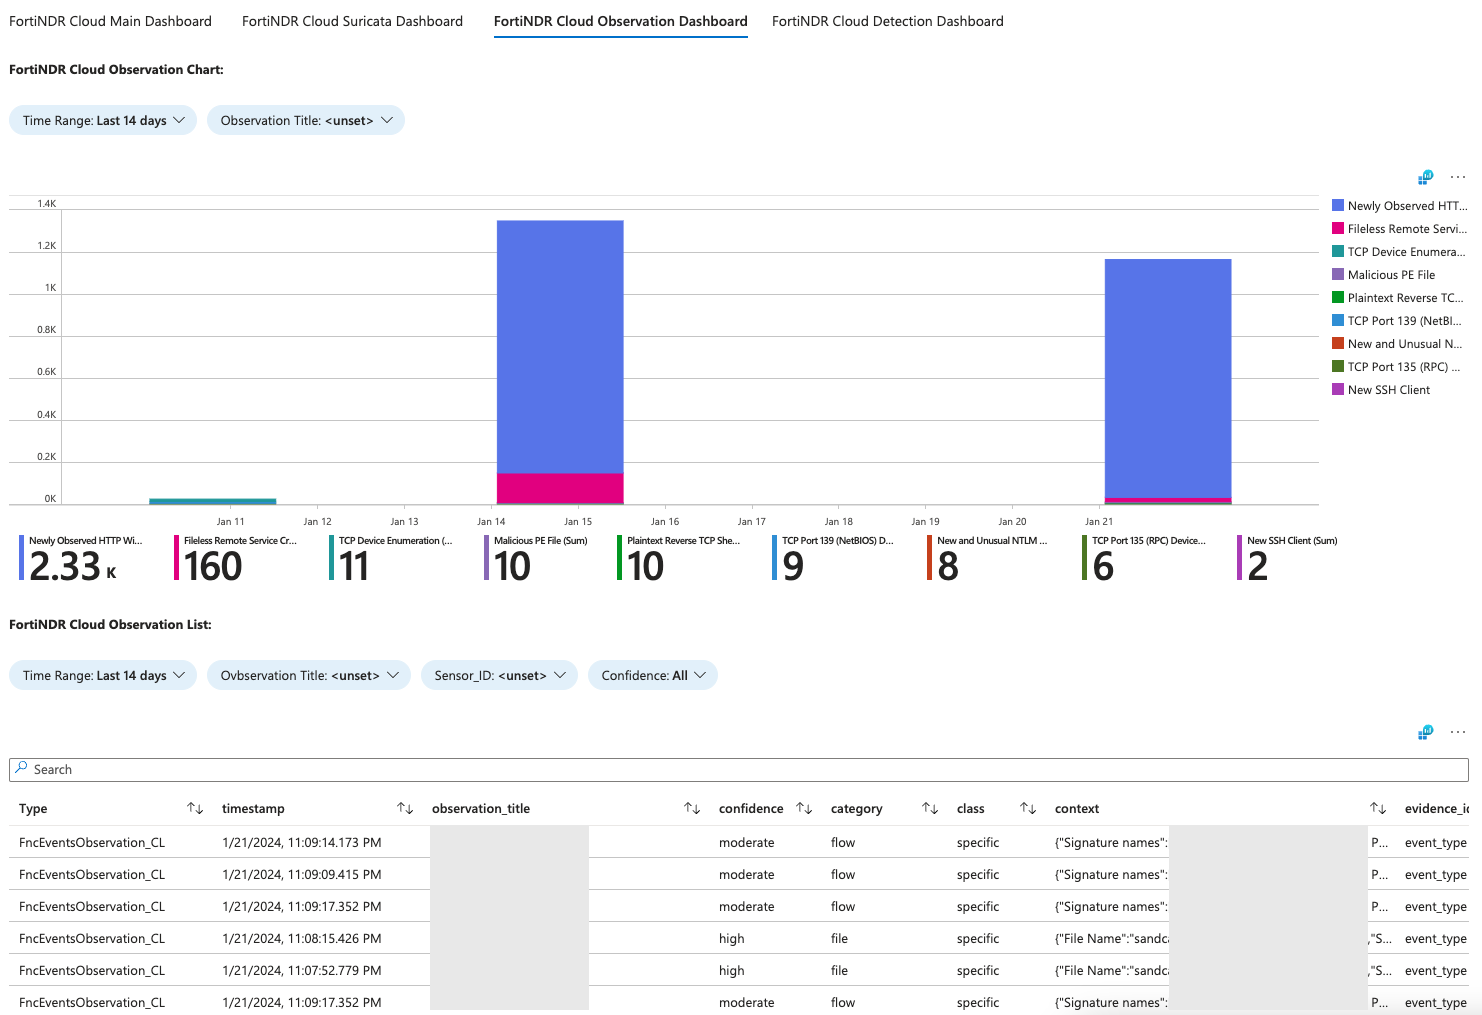 FortiNDR Cloud Main Dashboard FortiNDR Cloud Suricata Dashboard FortiNDR Cloud Observation Dashboard FortiNDR Cloud Detection Dashboard
FortiNDR Cloud Observation Chart:
Time Range: Last 14 days Observation Title: <unset>
...
1.4K
1.2K
1K
0.8K
0.6K
0.4K
0.2K
0K
Newly Observed HTT...
Fileless Remote Servi...
TCP Device Enumera...
Malicious PE File
Plaintext Reverse TC...
TCP Port 139 (NetBI...
New and Unusual N...
TCP Port 135 (RPC) ...
New SSH Client
Jan 11 Jan 12 Jan 13 Jan 14 Jan 15 Jan 16 Jan 17 Jan 18 Jan 19 Jan 20 Jan 21
Newly Observed HTTP Wi... Fileless Remote Service Cr... TCP Device Enumeration (... Malicious PE File (Sum) Plaintext Reverse TCP She... TCP Port 139 (NetBIOS) D... New and Unusual NTLM ... TCP Port 135 (RPC) Device... New SSH Client (Sum)
2.33 K 160 11 10 10 9 8 6 2
FortiNDR Cloud Observation List:
Time Range: Last 14 days Ovbservation Title: <unset> Sensor_ID: <unset> Confidence: All
...
Search
Type timestamp observation_title confidence category class context evidence_ic
FncEventsObservation_CL 1/21/2024, 11:09:14.173 PM moderate flow specific {"Signature names": P... event_type
FncEventsObservation_CL 1/21/2024, 11:09:09.415 PM moderate flow specific {"Signature names": P... event_type
FncEventsObservation_CL 1/21/2024, 11:09:17.352 PM moderate flow specific {"Signature names": P... event_type
FncEventsObservation_CL 1/21/2024, 11:08:15.426 PM high file specific {"File Name":"sandca ,"S... event_type
FncEventsObservation_CL 1/21/2024, 11:07:52.779 PM high file specific {"File Name":"sandca ,"S... event_type
FncEventsObservation_CL 1/21/2024, 11:09:17.352 PM moderate flow specific {"Signature names": P... event_type